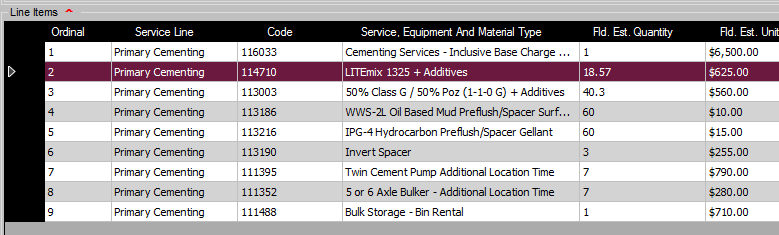 Line Items
Ordinal Service Line Code Service, Equipment And Material Type Fld. Est. Quantity Fld. Est. Unit
1 Primary Cementing 116033 Cementing Services - Inclusive Base Charge ... 1 $6,500.00
2 Primary Cementing 114710 LITEmix 1325 + Additives 18.57 $625.00
3 Primary Cementing 113003 50% Class G / 50% Poz (1-1-0 G) + Additives 40.3 $560.00
4 Primary Cementing 113186 WWS-2L Oil Based Mud Preflush/Spacer Surf... 60 $10.00
5 Primary Cementing 113216 IPG-4 Hydrocarbon Preflush/Spacer Gellant 60 $15.00
6 Primary Cementing 113190 Invert Spacer 3 $255.00
7 Primary Cementing 111395 Twin Cement Pump Additional Location Time 7 $790.00
8 Primary Cementing 111352 5 or 6 Axle Bulker - Additional Location Time 7 $280.00
9 Primary Cementing 111488 Bulk Storage - Bin Rental 1 $710.00